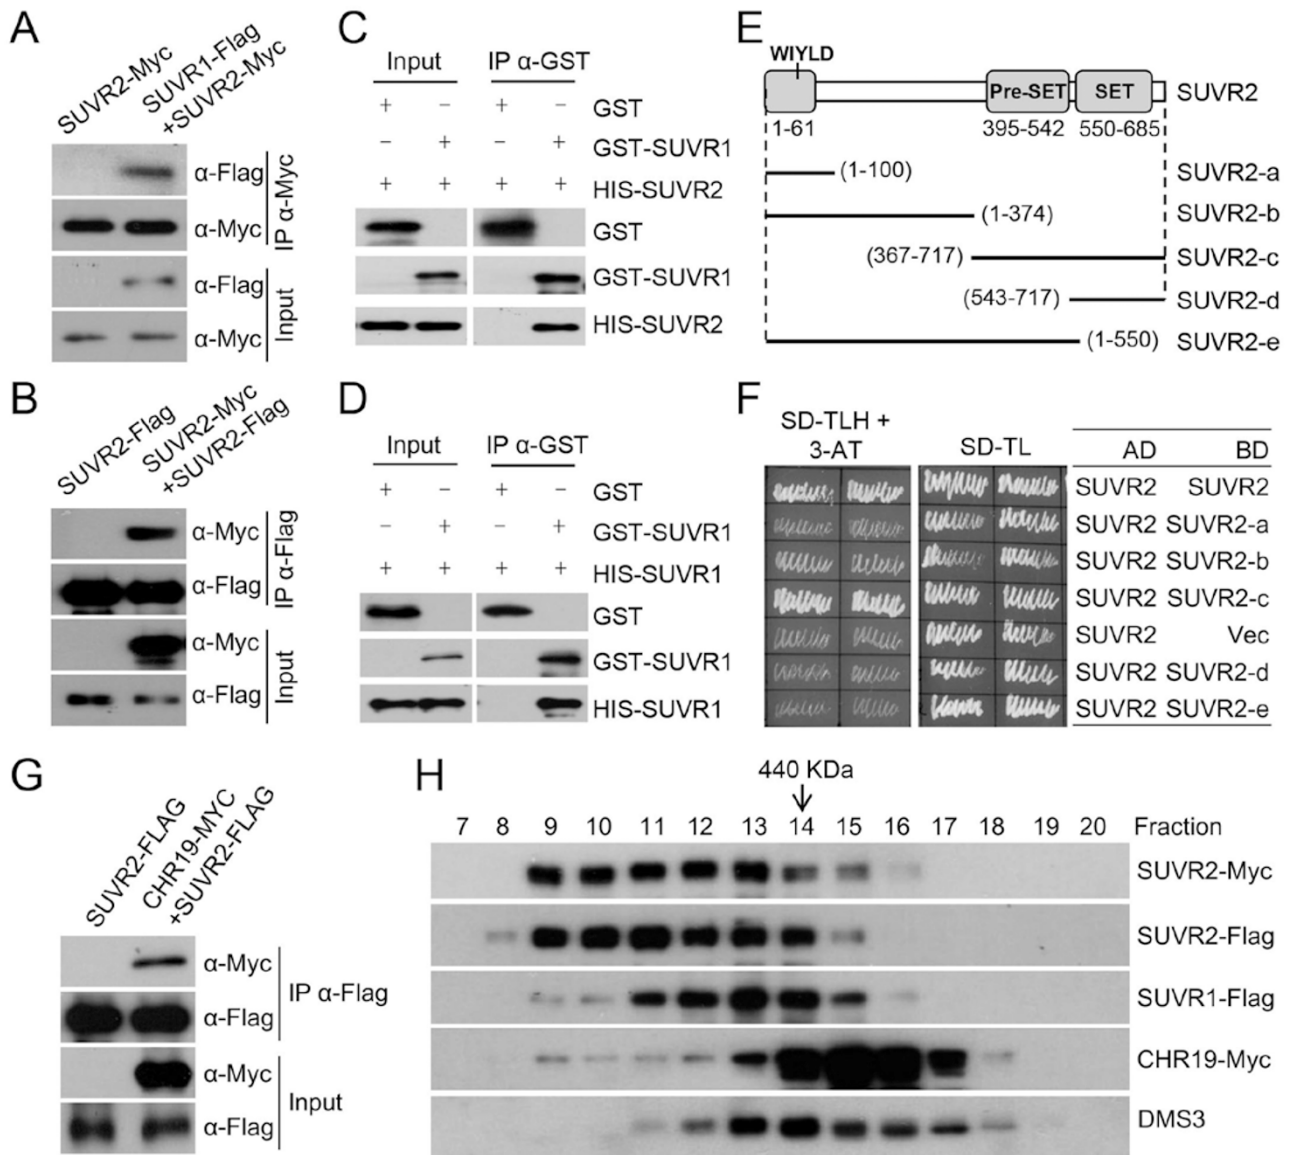 A
SUVR2-Myc
SUVR1-Flag
+SUVR2-Myc
α-Flag
α-Myc
IP α-Myc
α-Flag
α-Myc
Input
B
SUVR2-Flag
SUVR2-Myc
+SUVR2-Flag
α-Myc
α-Flag
IP α-Flag
α-Myc
α-Flag
Input
C
Input IP α-GST
+ − + − GST
− + − + GST-SUVR1
+ + + + HIS-SUVR2
GST
GST-SUVR1
HIS-SUVR2
D
Input IP α-GST
+ − + − GST
− + − + GST-SUVR1
+ + + + HIS-SUVR1
GST
GST-SUVR1
HIS-SUVR1
E
WIYLD
Pre-SET SET SUVR2
1-61 395-542 550-685
(1-100) SUVR2-a
(1-374) SUVR2-b
(367-717) SUVR2-c
(543-717) SUVR2-d
(1-550) SUVR2-e
F
SD-TLH +
3-AT SD-TL AD BD
SUVR2 SUVR2
SUVR2 SUVR2-a
SUVR2 SUVR2-b
SUVR2 SUVR2-c
SUVR2 Vec
SUVR2 SUVR2-d
SUVR2 SUVR2-e
G
SUVR2-FLAG
CHR19-MYC
+SUVR2-FLAG
α-Myc
α-Flag
IP α-Flag
α-Myc
α-Flag
Input
H
440 KDa
7 8 9 10 11 12 13 14 15 16 17 18 19 20 Fraction
SUVR2-Myc
SUVR2-Flag
SUVR1-Flag
CHR19-Myc
DMS3